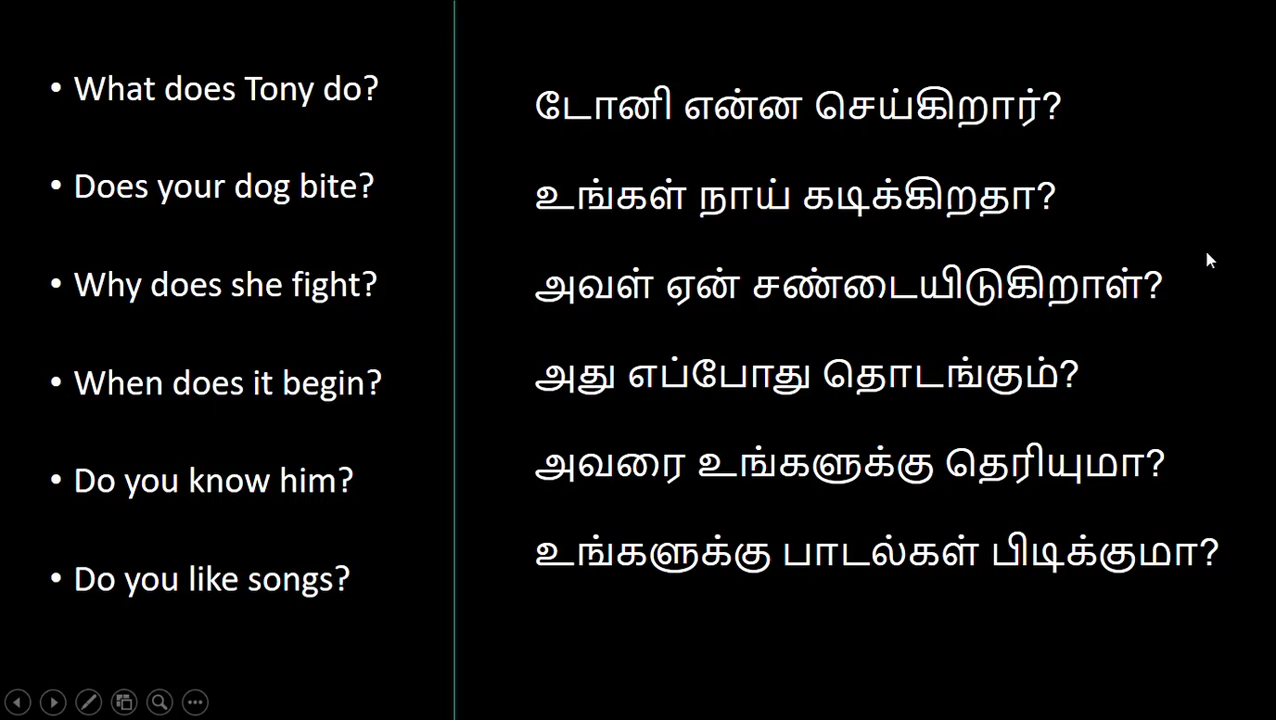 • What does Tony do?
• Does your dog bite?
• Why does she fight?
• When does it begin?
• Do you know him?
• Do you like songs?
டோனி என்ன செய்கிறார்?
உங்கள் நாய் கடிக்கிறதா?
அவள் ஏன் சண்டையிடுகிறாள்?
அது எப்போது தொடங்கும்?
அவரை உங்களுக்கு தெரியுமா?
உங்களுக்கு பாடல்கள் பிடிக்குமா?